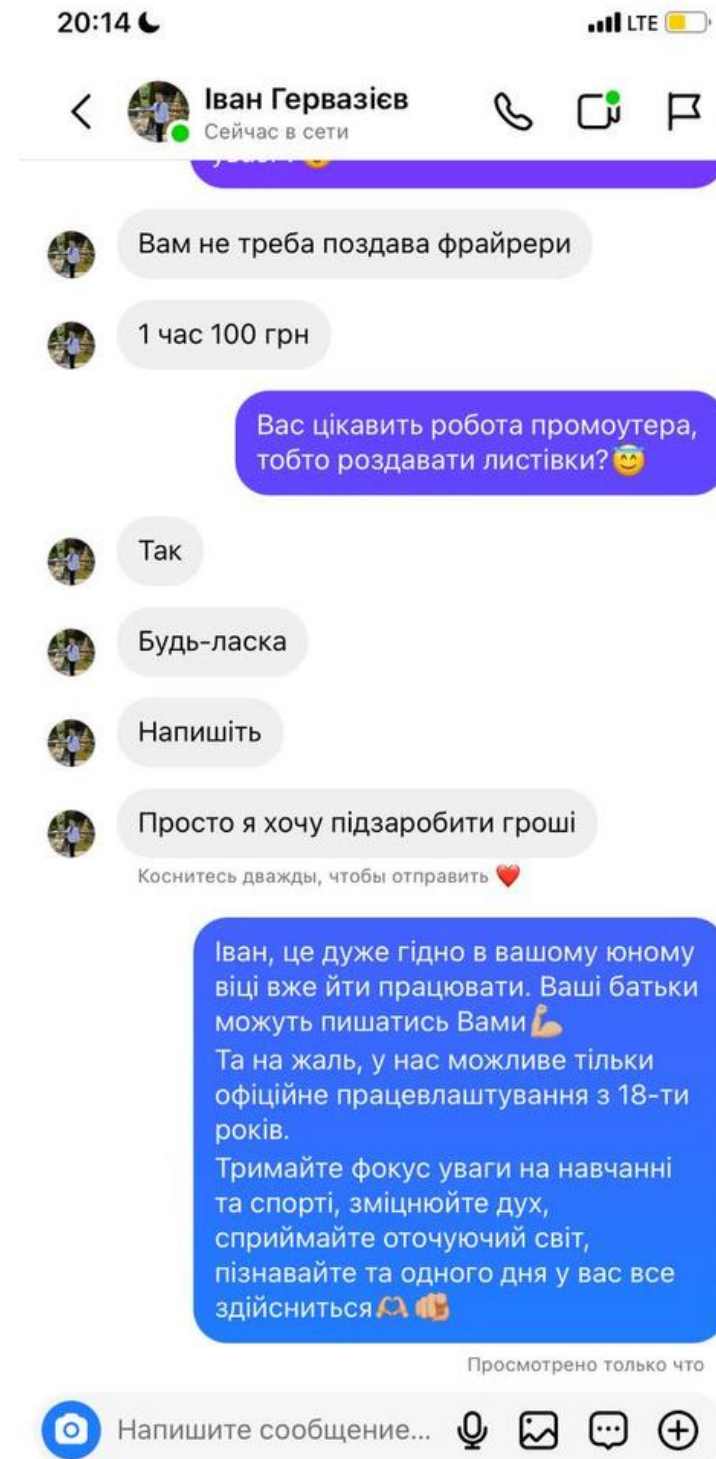 20:14
LTE
Іван Гервазієв
Сейчас в сети
Вам не треба поздава фрайрери
1 час 100 грн
Вас цікавить робота промоутера,
тобто роздавати листівки?😇
Так
Будь-ласка
Напишіть
Просто я хочу підзаробити гроші
Коснитесь дважды, чтобы отправить ❤️
Іван, це дуже гідно в вашому юному
віці вже йти працювати. Ваші батьки
можуть пишатись Вами💪🏼
Та на жаль, у нас можливе тільки
офіційне працевлаштування з 18-ти
років.
Тримайте фокус уваги на навчанні
та спорті, зміцнюйте дух,
сприймайте оточуючий світ,
пізнавайте та одного дня у вас все
здійсниться🫶🏼🫵🏼
Просмотрено только что
Напишите сообщение...